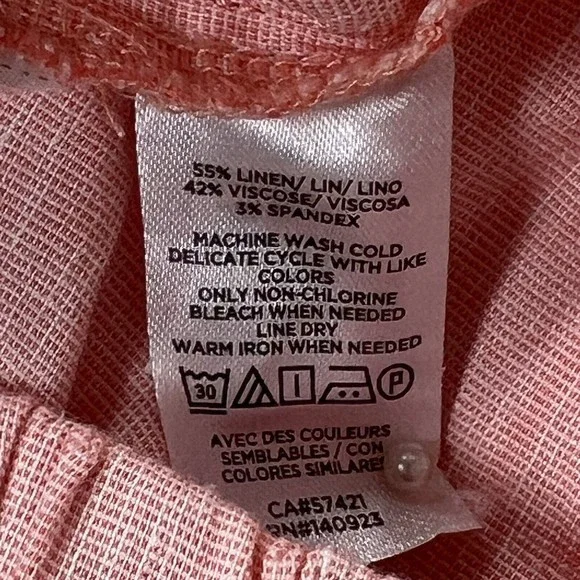 55% LINEN/ LIN/ LINO
42% VISCOSE/ VISCOSA
3% SPANDEX
MACHINE WASH COLD
DELICATE CYCLE WITH LIKE
COLORS
ONLY NON-CHLORINE
BLEACH WHEN NEEDED
LINE DRY
WARM IRON WHEN NEEDED
30 P
AVEC DES COULEURS
SEMBLABLES / CON
COLORES SIMILARES
CA#57421
RN#140923